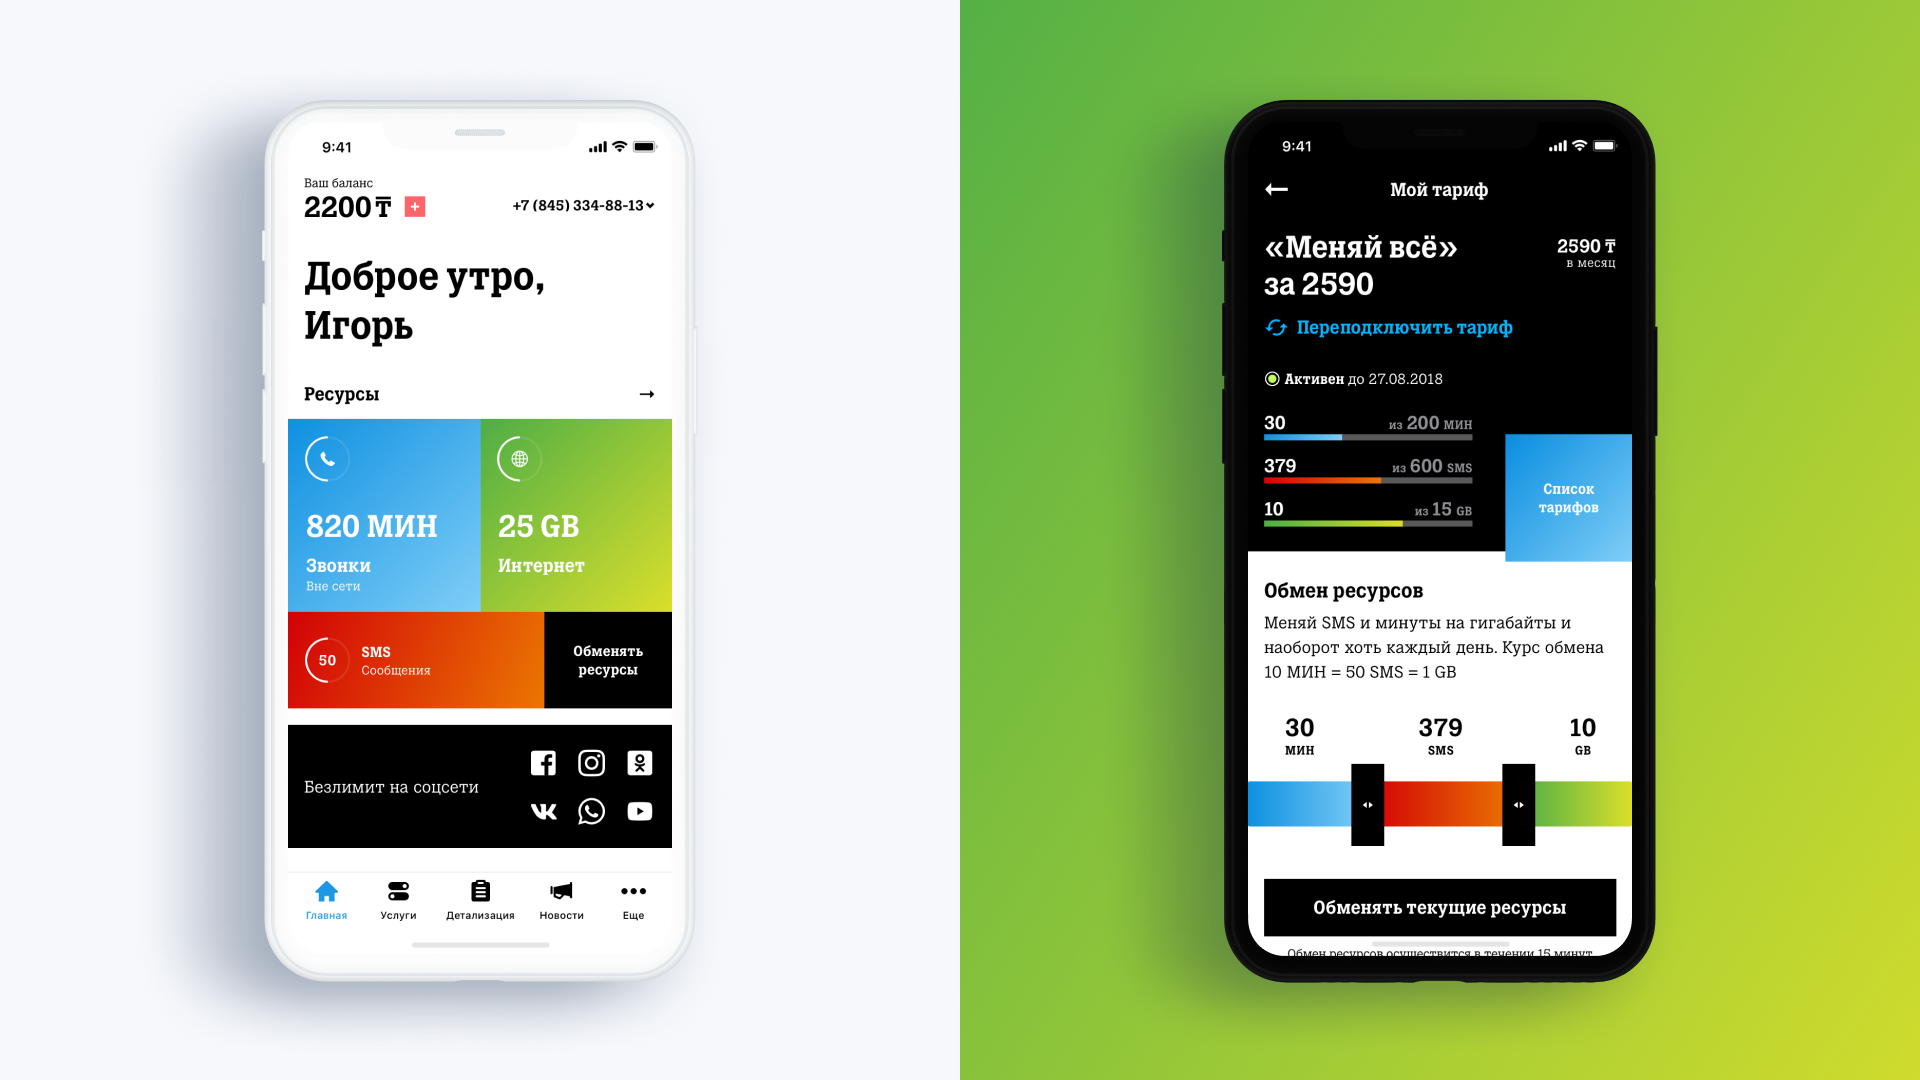 9:41
Ваш баланс
2200 ₸
+7 (845) 334-88-13
Доброе утро,
Игорь
Ресурсы
820 МИН
Звонки
Вне сети
25 GB
Интернет
50
SMS
Сообщения
Обменять
ресурсы
Безлимит на соцсети
Главная
Услуги
Детализация
Новости
Еще
9:41
Мой тариф
«Меняй всё»
за 2590
2590 ₸
в месяц
Переподключить тариф
Активен до 27.08.2018
30 из 200 МИН
379 из 600 SMS
10 из 15 GB
Список
тарифов
Обмен ресурсов
Меняй SMS и минуты на гигабайты и
наоборот хоть каждый день. Курс обмена
10 МИН = 50 SMS = 1 GB
30
МИН
379
SMS
10
GB
Обменять текущие ресурсы
Обмен ресурсов осуществится в течении 15 минут